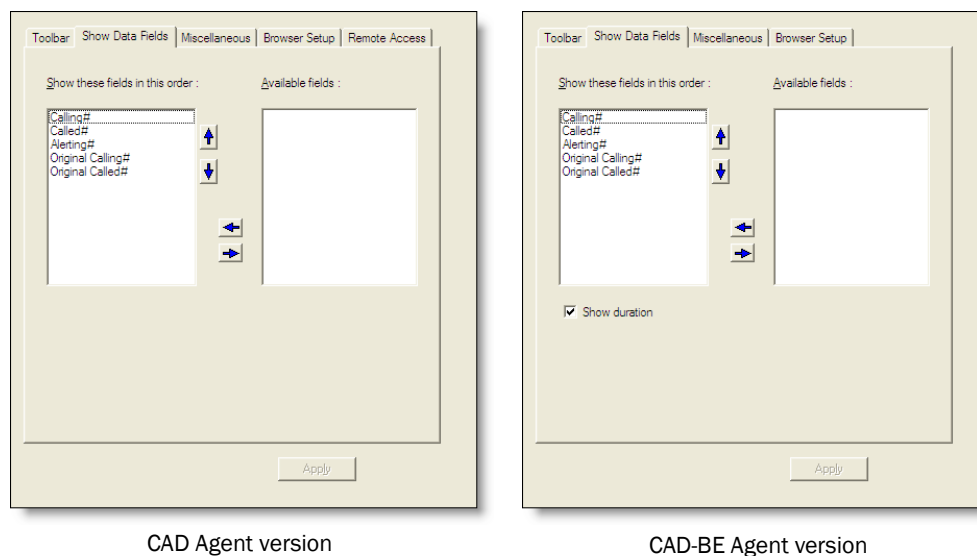 Toolbar Show Data Fields Miscellaneous Browser Setup Remote Access
Show these fields in this order :
Available fields :
Calling#
Called#
Alerting#
Original Calling#
Original Called#
Apply
CAD Agent version
Toolbar Show Data Fields Miscellaneous Browser Setup
Show these fields in this order :
Available fields :
Calling#
Called#
Alerting#
Original Calling#
Original Called#
Show duration
Apply
CAD-BE Agent version